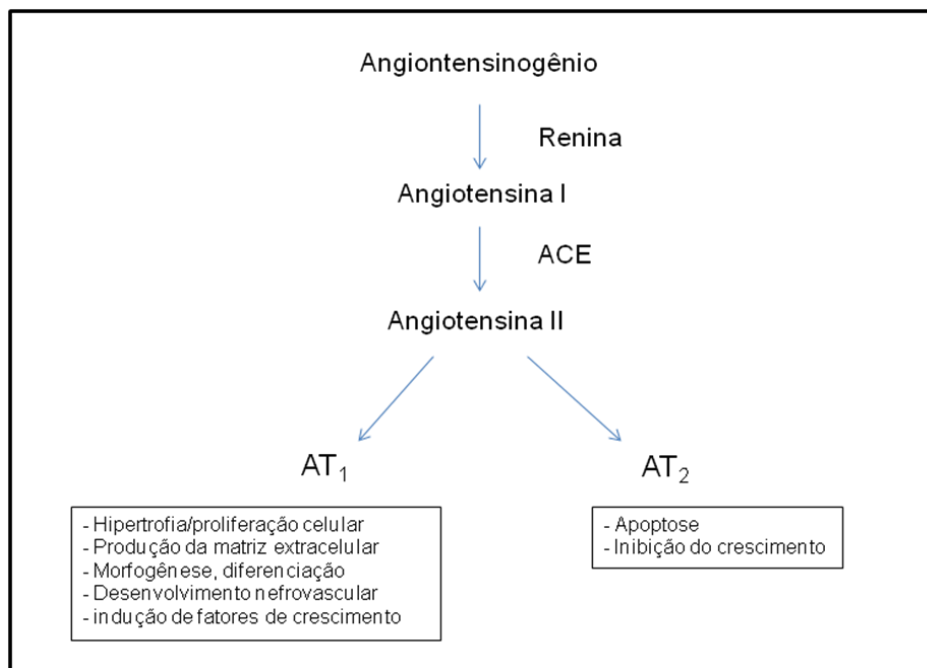 Angiontensinogênio
Renina
Angiotensina I
ACE
Angiotensina II
AT₁
AT₂
- Hipertrofia/proliferação celular
- Produção da matriz extracelular
- Morfogênese, diferenciação
- Desenvolvimento nefrovascular
- indução de fatores de crescimento
- Apoptose
- Inibição do crescimento